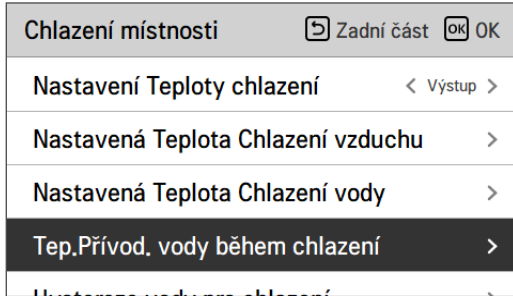 Chlazení místnosti Zadní část OK OK
Nastavení Teploty chlazení < Výstup >
Nastavená Teplota Chlazení vzduchu >
Nastavená Teplota Chlazení vody >
Tep.Přívod. vody během chlazení >